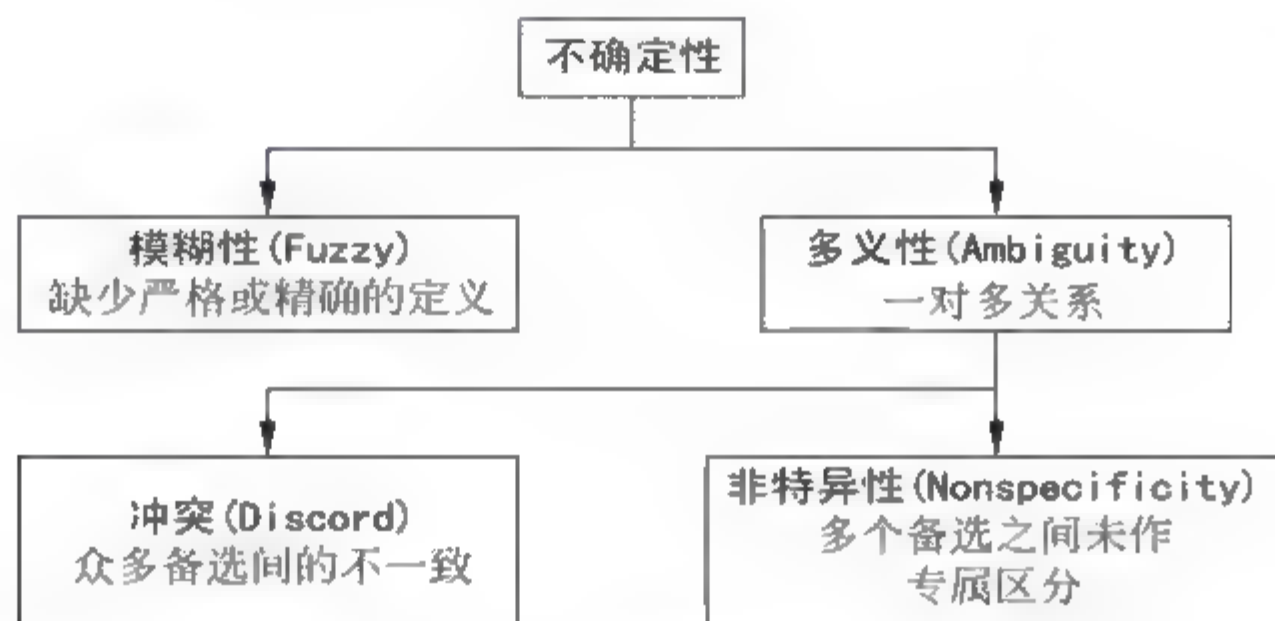 不确定性
模糊性(Fuzzy)
缺少严格或精确的定义
多义性(Ambiguity)
一对多关系
冲突(Discord)
众多备选间的不一致
非特异性(Nonspecificity)
多个备选之间未作
专属区分